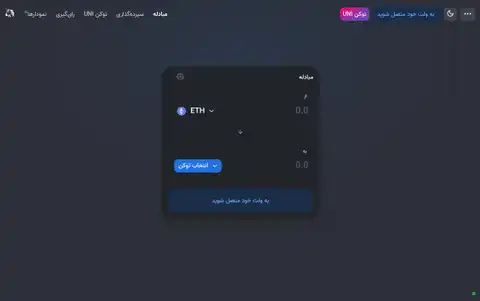 مبادله سپرده‌گذاری توکن UNI رای‌گیری نمودارها
به ولت خود متصل شوید توکن UNI
مبادله
از
ETH 0.0
به
انتخاب توکن 0.0
به ولت خود متصل شوید